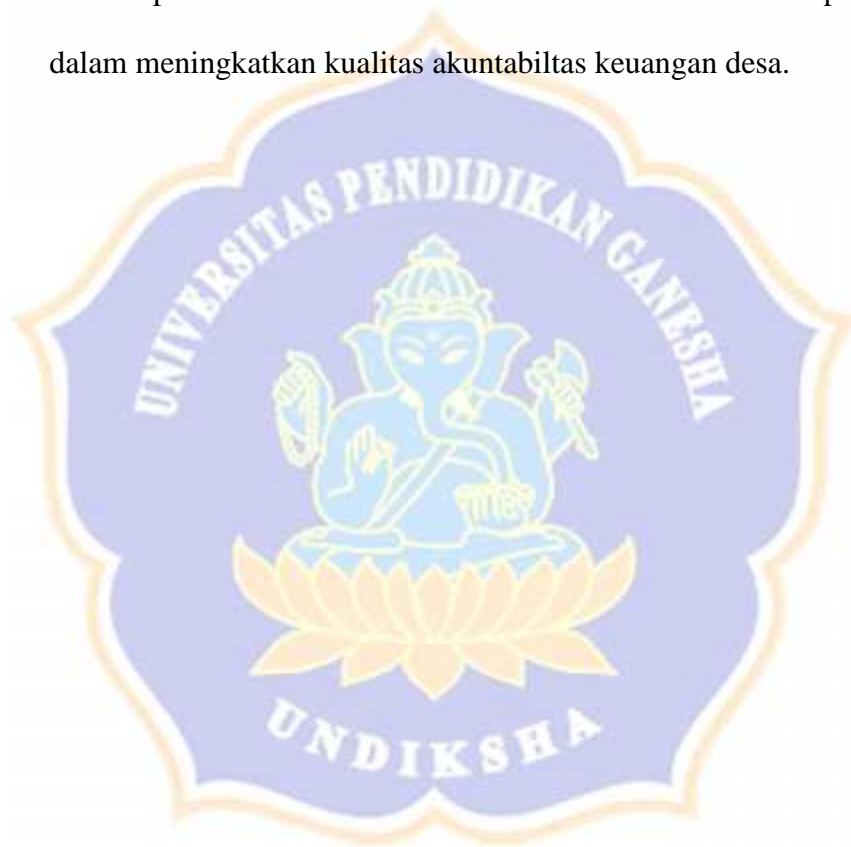 dalam meningkatkan kualitas akuntabiltas keuangan desa.
UNIVERSITAS PENDIDIKAN GANESHA
UNDIKSHA